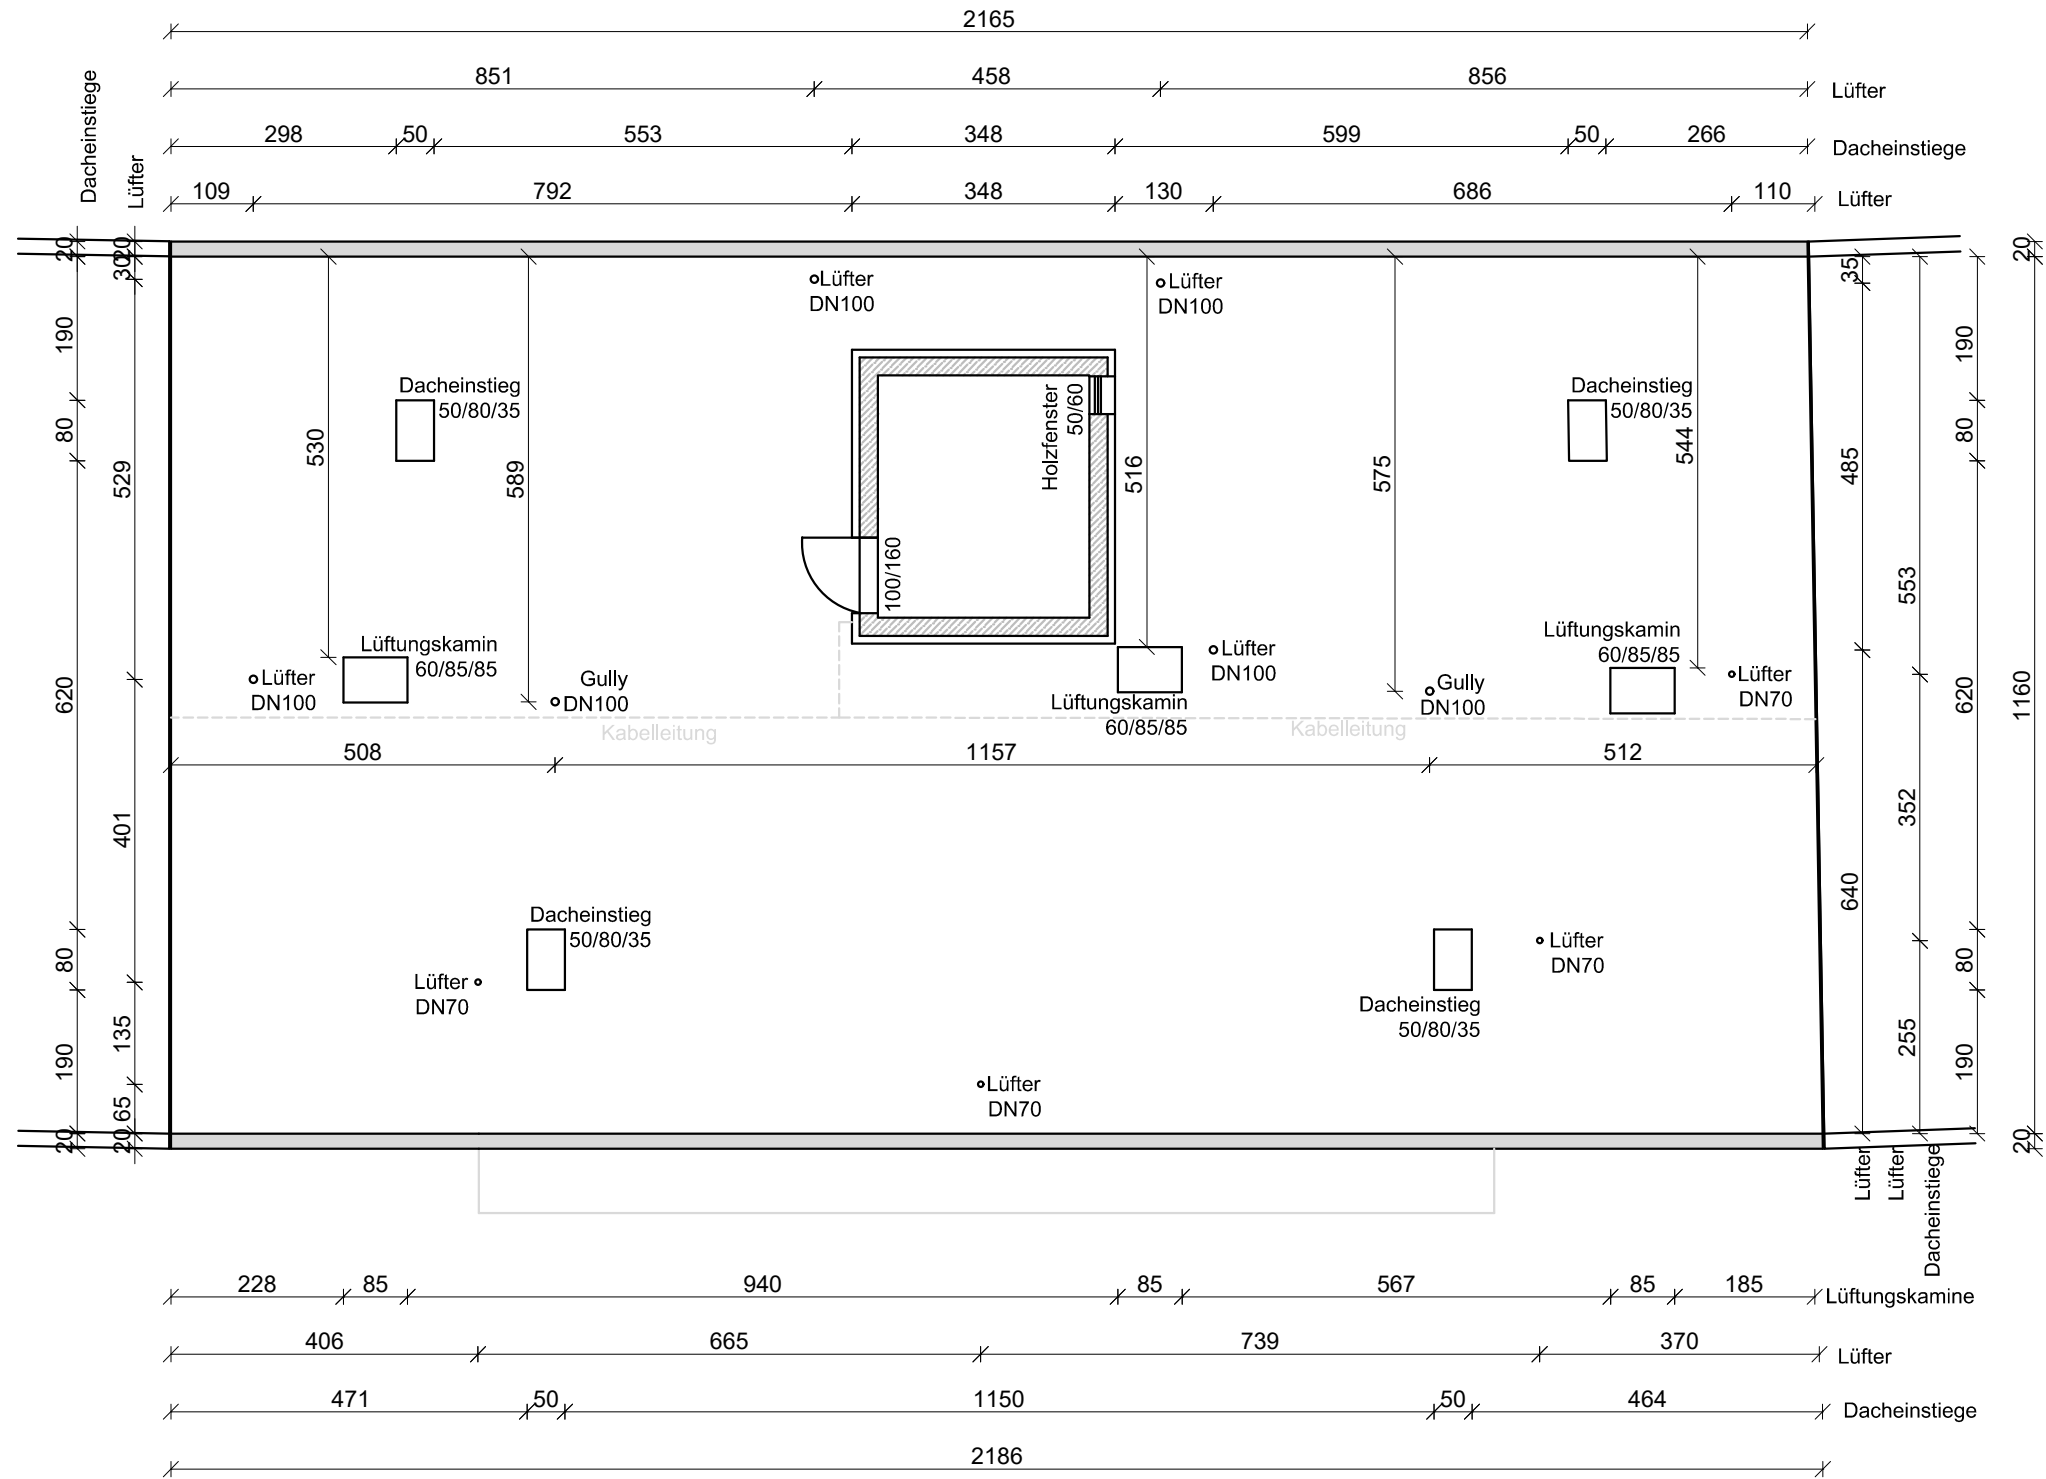 2165
851
458
856
Lüfter
298
50
553
348
599
50
266
Dacheinstiege
109
792
348
130
686
110
Lüfter
Dacheinstiege
Lüfter
20
190
80
620
80
190
20
20
30
529
401
135
65
20
530
589
516
575
544
Lüfter
DN100
Lüfter
DN100
Dacheinstieg
50/80/35
Holzfenster
50/60
100/160
Dacheinstieg
50/80/35
Lüftungskamin
60/85/85
Lüfter
DN100
Gully
DN100
Lüfter
DN100
Lüftungskamin
60/85/85
Lüftungskamin
60/85/85
Gully
DN100
Lüfter
DN70
Kabelleitung
Kabelleitung
508
1157
512
Dacheinstieg
50/80/35
Lüfter
DN70
Lüfter
DN70
Dacheinstieg
50/80/35
Lüfter
DN70
35
485
640
553
352
255
190
80
620
80
190
20
1160
20
Lüfter
Lüfter
Dacheinstiege
228
85
940
85
567
85
185
Lüftungskamine
406
665
739
370
Lüfter
471
50
1150
50
464
Dacheinstiege
2186